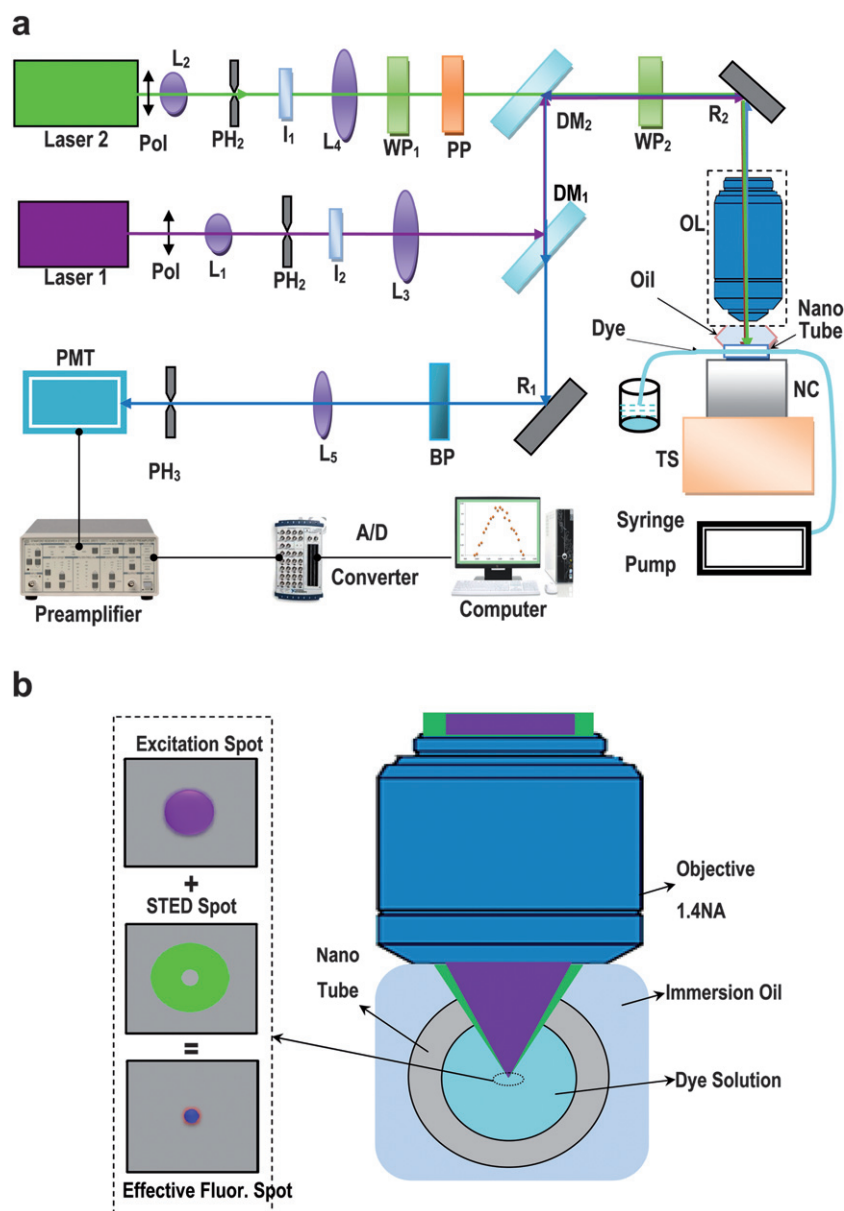 a
L2
Laser 2
Pol
PH2
I1
L4
WP1
PP
DM2
WP2
R2
DM1
Laser 1
Pol
L1
PH2
I2
L3
OL
Oil
Nano
Tube
Dye
NC
TS
PMT
PH3
L5
BP
R1
Syringe
Pump
A/D
Converter
Preamplifier
Computer
b
Excitation Spot
+
STED Spot
=
Effective Fluor. Spot
Objective
1.4NA
Nano
Tube
Immersion Oil
Dye Solution